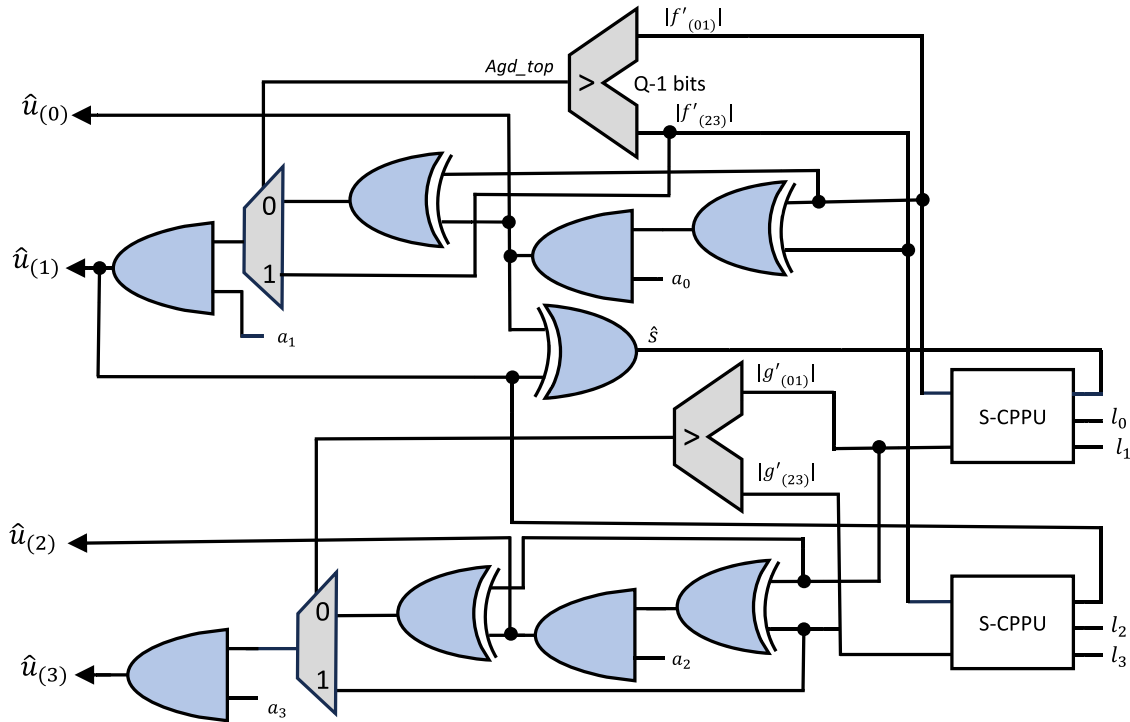 |f'₍₀₁₎|
Agd_top
>
Q-1 bits
û₍₀₎
|f'₍₂₃₎|
0
û₍₁₎
1
a₀
a₁
ŝ
|g'₍₀₁₎|
S-CPPU
l₀
l₁
>
|g'₍₂₃₎|
û₍₂₎
0
S-CPPU
l₂
l₃
a₂
û₍₃₎
1
a₃